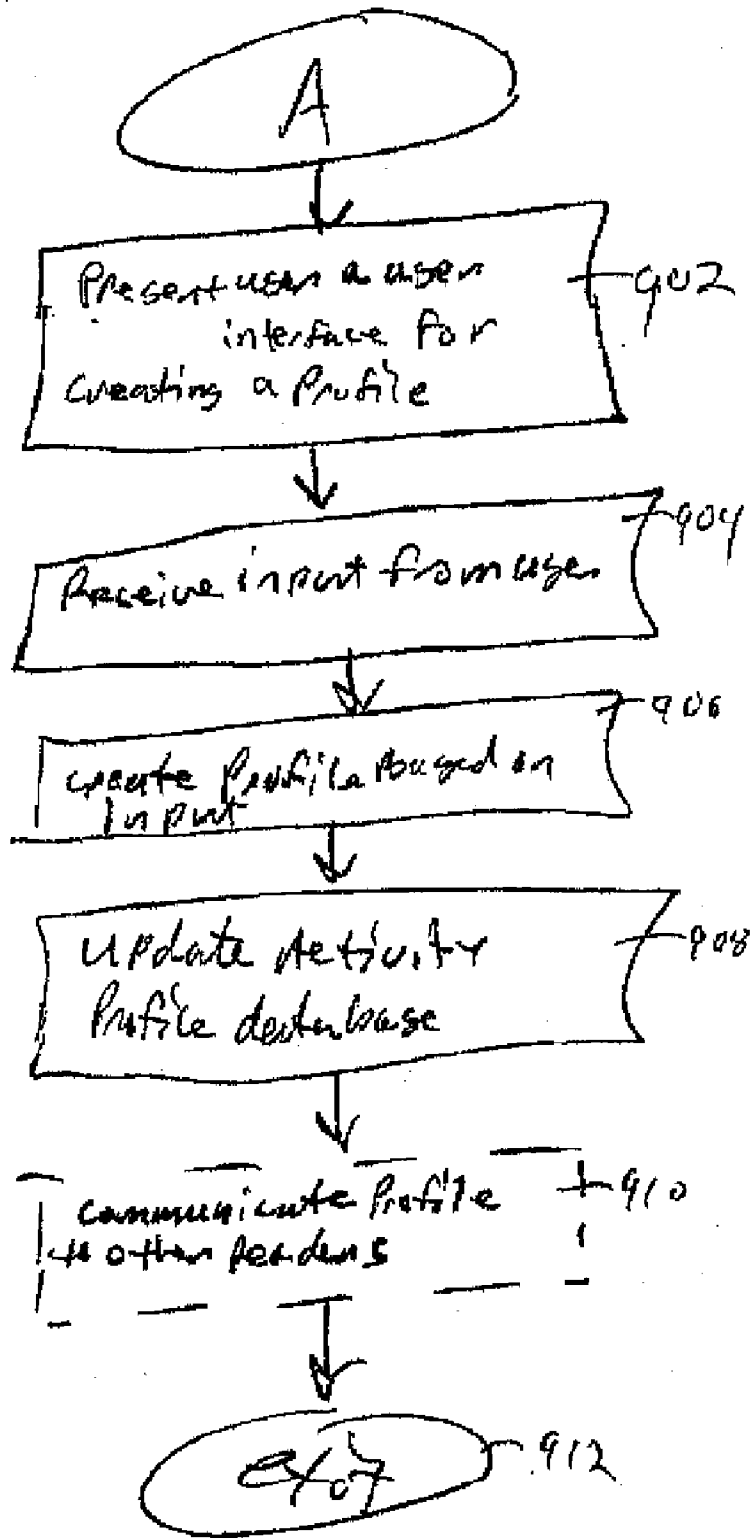 A
Present user a user
interface for
creating a Profile
902
Receive input from user
904
create Profile Based on
Input
906
Update Activity
Profile database
908
communicate Profile
to other readers
910
exit
912